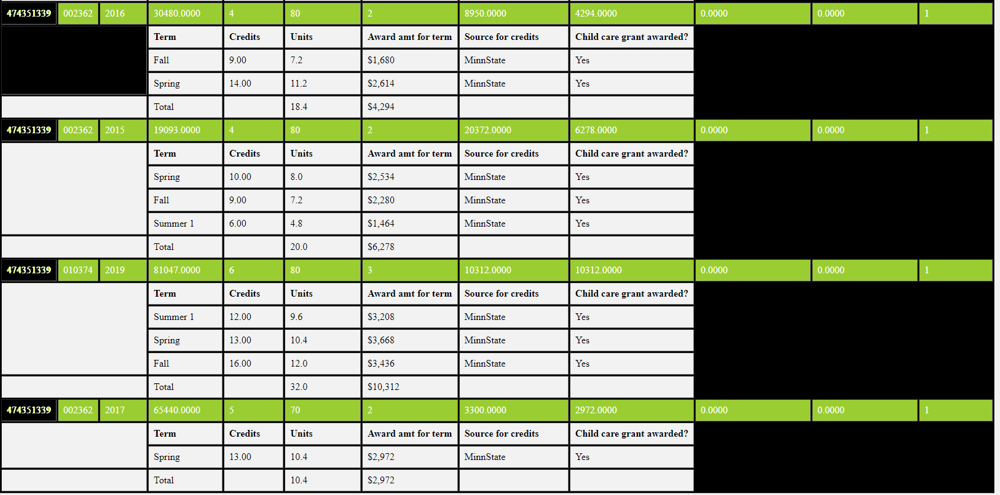 474351339 002362 2016 30480.0000 4 80 2 8950.0000 4294.0000 0.0000 0.0000 1
Term Credits Units Award amt for term Source for credits Child care grant awarded?
Fall 9.00 7.2 $1,680 MinnState Yes
Spring 14.00 11.2 $2,614 MinnState Yes
Total 18.4 $4,294
474351339 002362 2015 19093.0000 4 80 2 20372.0000 6278.0000 0.0000 0.0000 1
Term Credits Units Award amt for term Source for credits Child care grant awarded?
Spring 10.00 8.0 $2,534 MinnState Yes
Fall 9.00 7.2 $2,280 MinnState Yes
Summer 1 6.00 4.8 $1,464 MinnState Yes
Total 20.0 $6,278
474351339 010374 2019 81047.0000 6 80 3 10312.0000 10312.0000 0.0000 0.0000 1
Term Credits Units Award amt for term Source for credits Child care grant awarded?
Summer 1 12.00 9.6 $3,208 MinnState Yes
Spring 13.00 10.4 $3,668 MinnState Yes
Fall 16.00 12.0 $3,436 MinnState Yes
Total 32.0 $10,312
474351339 002362 2017 65440.0000 5 70 2 3300.0000 2972.0000 0.0000 0.0000 1
Term Credits Units Award amt for term Source for credits Child care grant awarded?
Spring 13.00 10.4 $2,972 MinnState Yes
Total 10.4 $2,972